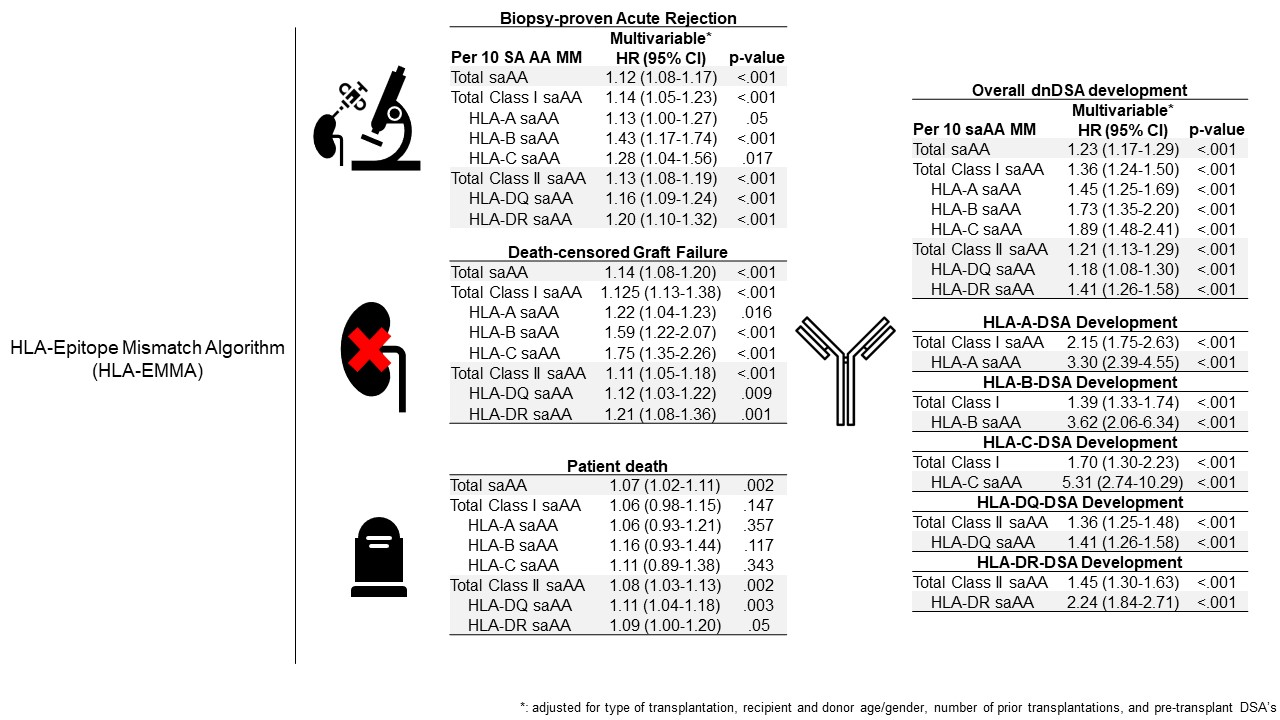 HLA-Epitope Mismatch Algorithm
(HLA-EMMA)
Biopsy-proven Acute Rejection
Multivariable*
Per 10 SA AA MM HR (95% CI) p-value
Total saAA 1.12 (1.08-1.17) <.001
Total Class I saAA 1.14 (1.05-1.23) <.001
HLA-A saAA 1.13 (1.00-1.27) .05
HLA-B saAA 1.43 (1.17-1.74) <.001
HLA-C saAA 1.28 (1.04-1.56) .017
Total Class II saAA 1.13 (1.08-1.19) <.001
HLA-DQ saAA 1.16 (1.09-1.24) <.001
HLA-DR saAA 1.20 (1.10-1.32) <.001
Death-censored Graft Failure
Total saAA 1.14 (1.08-1.20) <.001
Total Class I saAA 1.125 (1.13-1.38) <.001
HLA-A saAA 1.22 (1.04-1.23) .016
HLA-B saAA 1.59 (1.22-2.07) <.001
HLA-C saAA 1.75 (1.35-2.26) <.001
Total Class II saAA 1.11 (1.05-1.18) <.001
HLA-DQ saAA 1.12 (1.03-1.22) .009
HLA-DR saAA 1.21 (1.08-1.36) .001
Patient death
Total saAA 1.07 (1.02-1.11) .002
Total Class I saAA 1.06 (0.98-1.15) .147
HLA-A saAA 1.06 (0.93-1.21) .357
HLA-B saAA 1.16 (0.93-1.44) .117
HLA-C saAA 1.11 (0.89-1.38) .343
Total Class II saAA 1.08 (1.03-1.13) .002
HLA-DQ saAA 1.11 (1.04-1.18) .003
HLA-DR saAA 1.09 (1.00-1.20) .05
Overall dnDSA development
Multivariable*
Per 10 saAA MM HR (95% CI) p-value
Total saAA 1.23 (1.17-1.29) <.001
Total Class I saAA 1.36 (1.24-1.50) <.001
HLA-A saAA 1.45 (1.25-1.69) <.001
HLA-B saAA 1.73 (1.35-2.20) <.001
HLA-C saAA 1.89 (1.48-2.41) <.001
Total Class II saAA 1.21 (1.13-1.29) <.001
HLA-DQ saAA 1.18 (1.08-1.30) <.001
HLA-DR saAA 1.41 (1.26-1.58) <.001
HLA-A-DSA Development
Total Class I saAA 2.15 (1.75-2.63) <.001
HLA-A saAA 3.30 (2.39-4.55) <.001
HLA-B-DSA Development
Total Class I 1.39 (1.33-1.74) <.001
HLA-B saAA 3.62 (2.06-6.34) <.001
HLA-C-DSA Development
Total Class I 1.70 (1.30-2.23) <.001
HLA-C saAA 5.31 (2.74-10.29) <.001
HLA-DQ-DSA Development
Total Class II saAA 1.36 (1.25-1.48) <.001
HLA-DQ saAA 1.41 (1.26-1.58) <.001
HLA-DR-DSA Development
Total Class II saAA 1.45 (1.30-1.63) <.001
HLA-DR saAA 2.24 (1.84-2.71) <.001
*: adjusted for type of transplantation, recipient and donor age/gender, number of prior transplantations, and pre-transplant DSA's